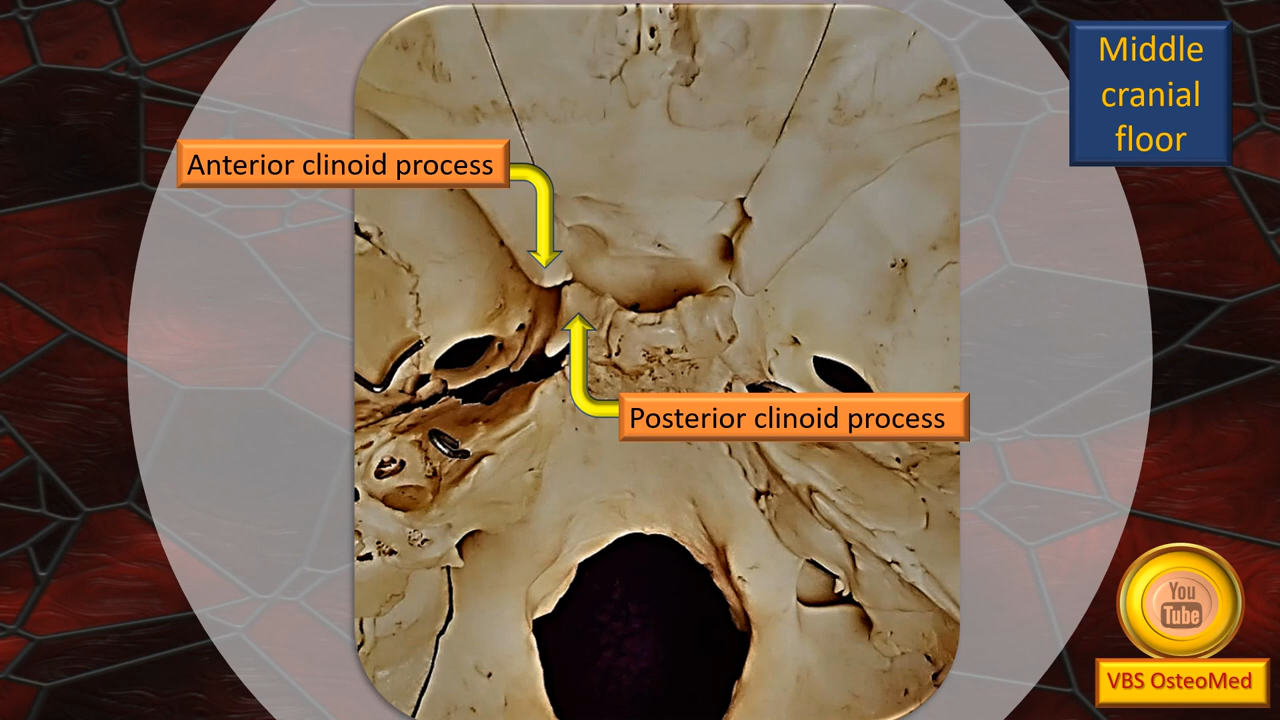 Middle
cranial
floor
Anterior clinoid process
Posterior clinoid process
You
Tube
VBS OsteoMed